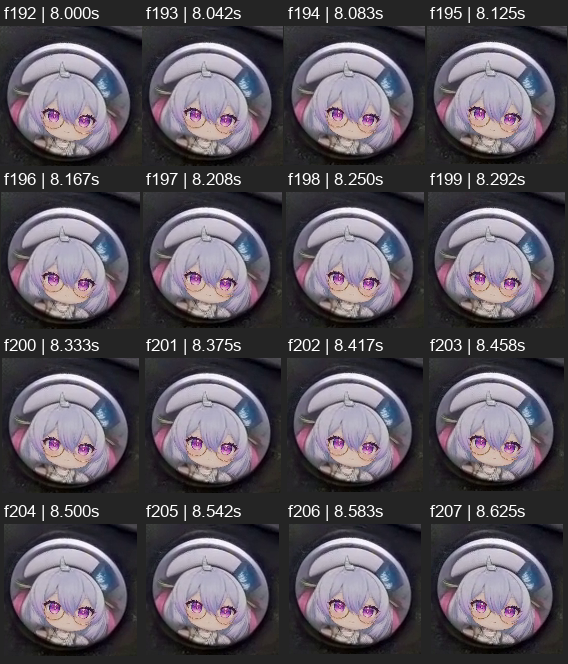 f192 | 8.000s
f193 | 8.042s
f194 | 8.083s
f195 | 8.125s
f196 | 8.167s
f197 | 8.208s
f198 | 8.250s
f199 | 8.292s
f200 | 8.333s
f201 | 8.375s
f202 | 8.417s
f203 | 8.458s
f204 | 8.500s
f205 | 8.542s
f206 | 8.583s
f207 | 8.625s